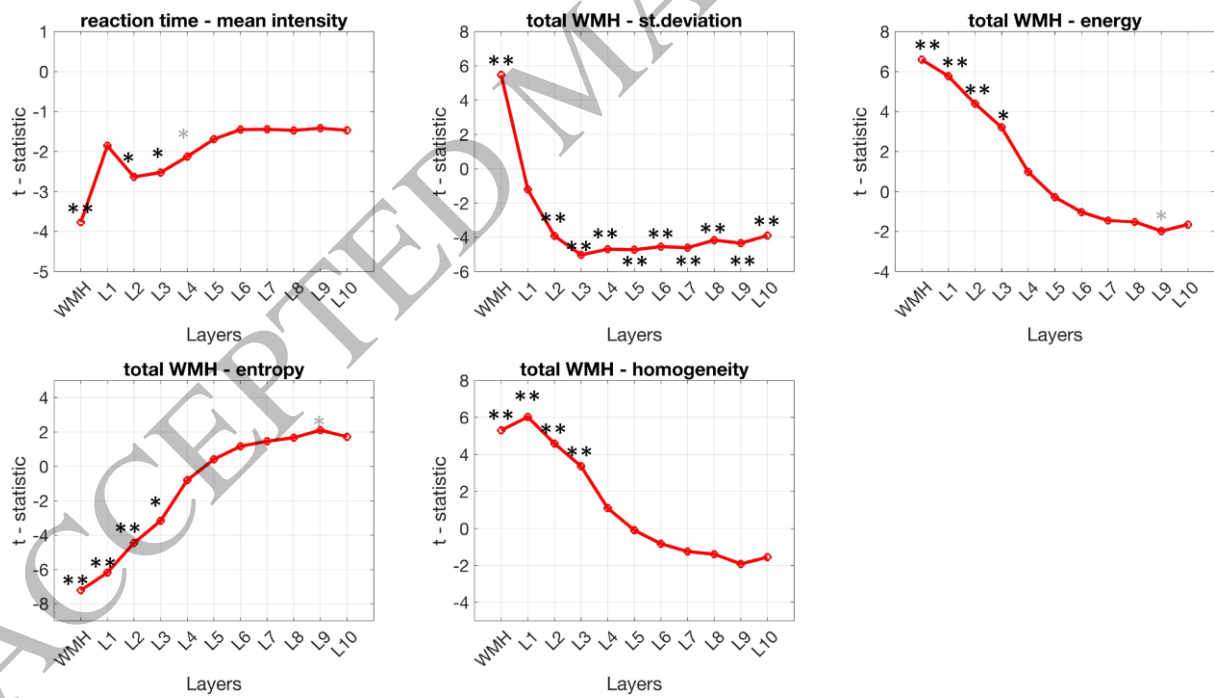 reaction time - mean intensity
1
0
-1
-2
-3
-4
-5
t - statistic
**
*
*
*
WMH
L1
L2
L3
L4
L5
L6
L7
L8
L9
L10
Layers
total WMH - st.deviation
8
6
4
2
0
-2
-4
-6
t - statistic
**
**
**
**
**
**
**
**
**
**
WMH
L1
L2
L3
L4
L5
L6
L7
L8
L9
L10
Layers
total WMH - energy
8
6
4
2
0
-2
-4
t - statistic
**
**
**
*
*
WMH
L1
L2
L3
L4
L5
L6
L7
L8
L9
L10
Layers
total WMH - entropy
4
2
0
-2
-4
-6
-8
t - statistic
**
**
**
*
*
WMH
L1
L2
L3
L4
L5
L6
L7
L8
L9
L10
Layers
total WMH - homogeneity
8
6
4
2
0
-2
-4
t - statistic
**
**
**
**
WMH
L1
L2
L3
L4
L5
L6
L7
L8
L9
L10
Layers
ACCEPTED MA